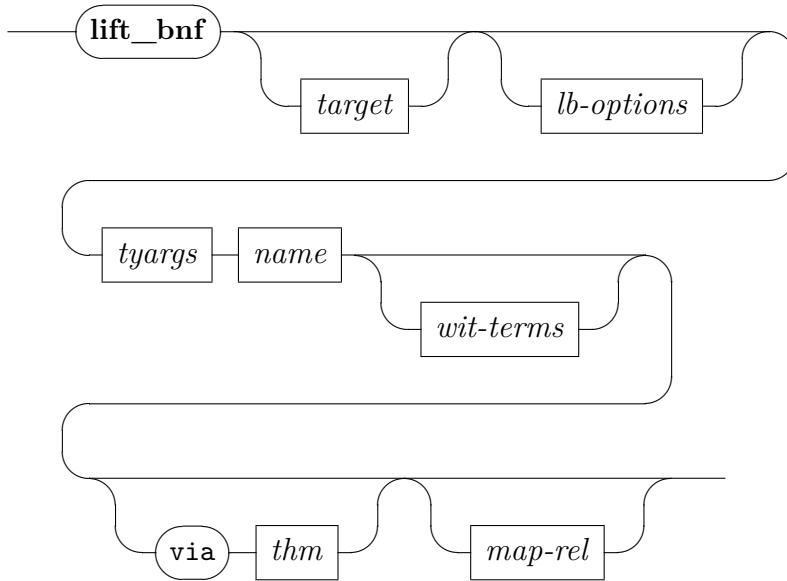 lift_bnf
target lb-options
tyargs name
wit-terms
via thm map-rel